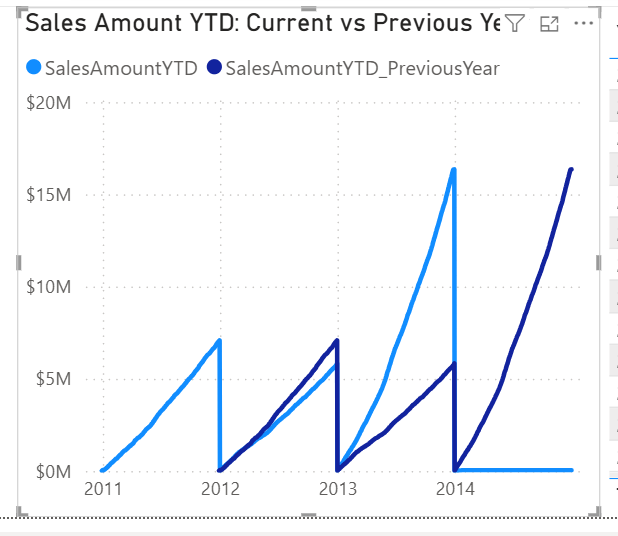 Sales Amount YTD: Current vs Previous Ye
SalesAmountYTD SalesAmountYTD_PreviousYear
$20M
$15M
$10M
$5M
$0M
2011 2012 2013 2014